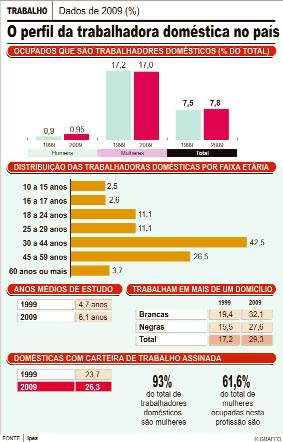 TRABALHO Dados de 2009 (%)
O perfil da trabalhadora doméstica no país
OCUPADOS QUE SÃO TRABALHADORES DOMÉSTICOS (% DO TOTAL)
17,2 17,0
7,5 7,8
0,9 0,95
1999 2009 1999 2009 1999 2009
Homens Mulheres Total
DISTRIBUIÇÃO DAS TRABALHADORAS DOMÉSTICAS POR FAIXA ETÁRIA
10 a 15 anos 2,5
16 a 17 anos 2,6
18 a 24 anos 11,1
25 a 29 anos 11,1
30 a 44 anos 42,5
45 a 59 anos 26,5
60 anos ou mais 3,7
ANOS MÉDIOS DE ESTUDO
1999 4,7 anos
2009 6,1 anos
TRABALHAM EM MAIS DE UM DOMICÍLIO
1999 2009
Brancas 19,4 32,1
Negras 15,5 27,6
Total 17,2 29,3
DOMÉSTICAS COM CARTEIRA DE TRABALHO ASSINADA
1999 23,7
2009 26,3
93%
do total de
trabalhadores
domésticos
são mulheres
61,6%
do total de
mulheres
ocupadas nesta
profissão são
FONTE Ipea
© GRAFFO